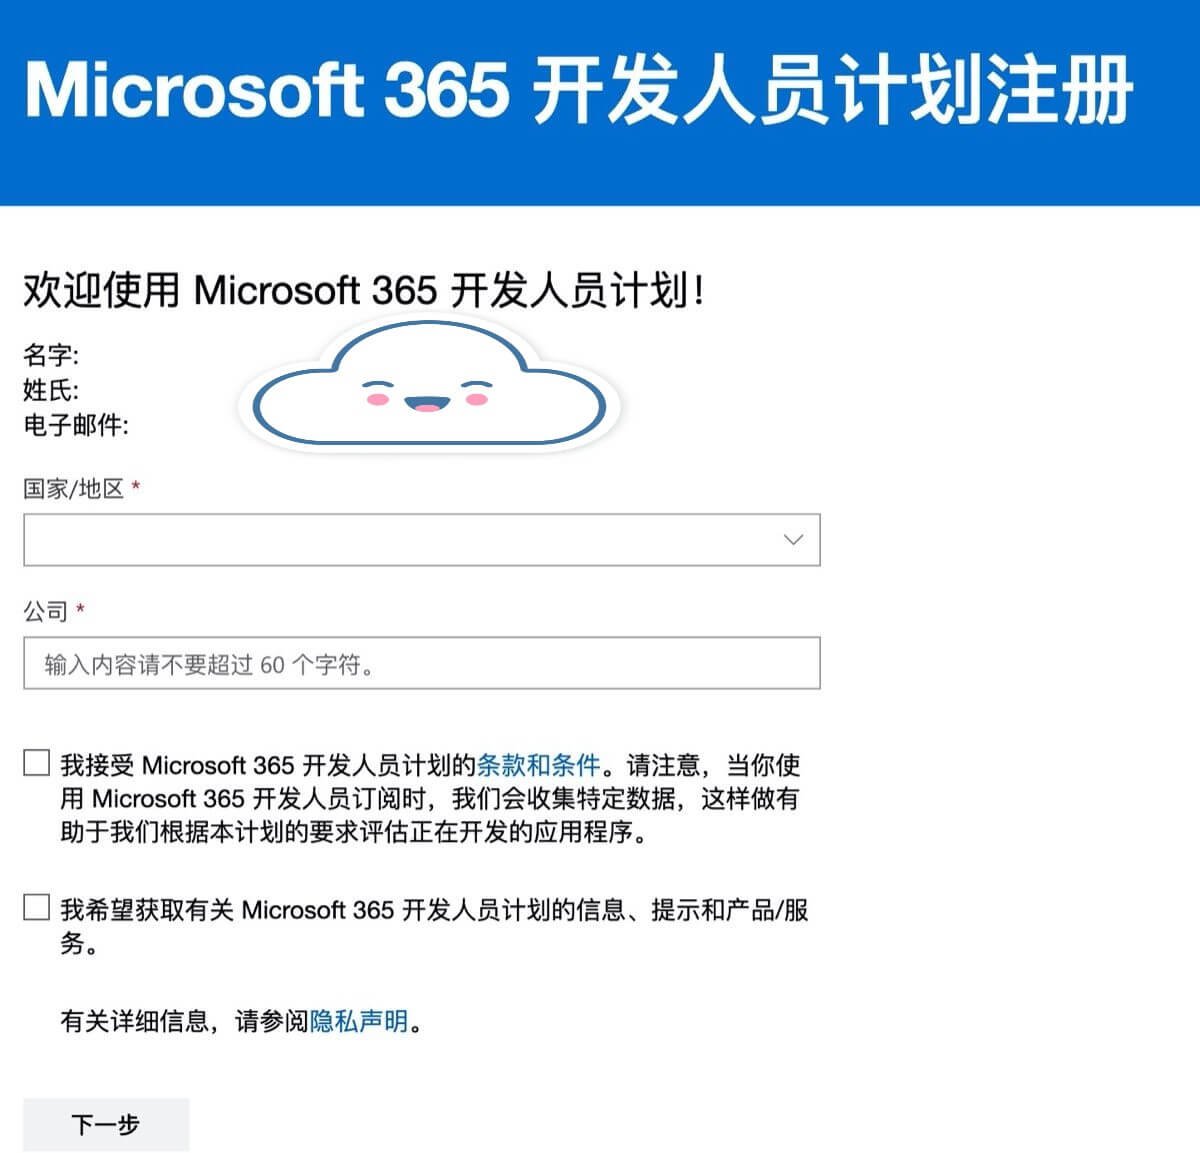 Microsoft 365 开发人员计划注册
欢迎使用 Microsoft 365 开发人员计划!
名字:
姓氏:
电子邮件:
国家/地区 *
公司 *
输入内容请不要超过 60 个字符。
我接受 Microsoft 365 开发人员计划的条款和条件。请注意，当你使
用 Microsoft 365 开发人员订阅时，我们会收集特定数据，这样做有
助于我们根据本计划的要求评估正在开发的应用程序。
我希望获取有关 Microsoft 365 开发人员计划的信息、提示和产品/服
务。
有关详细信息，请参阅隐私声明。
下一步